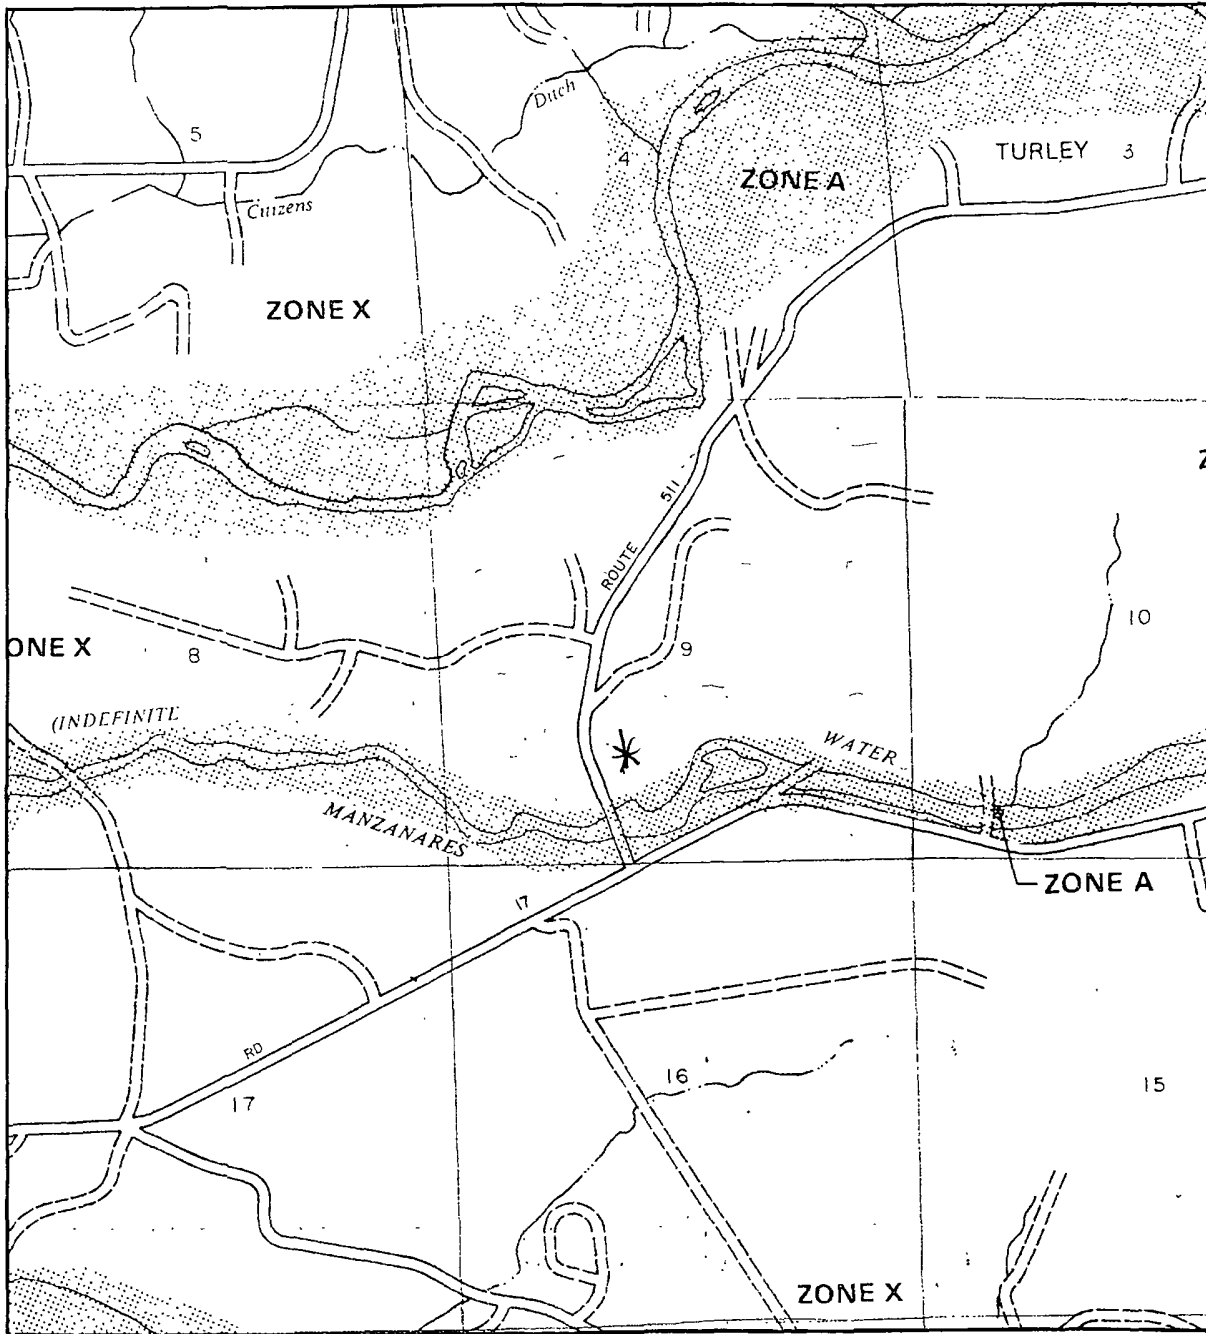 Ditch
5
4
TURLEY 3
ZONE A
Citizens
ZONE X
511
ROUTE
10
ONE X
8
9
(INDEFINITE
WATER
MANZANARES
ZONE A
17
RD
16
17
15
ZONE X